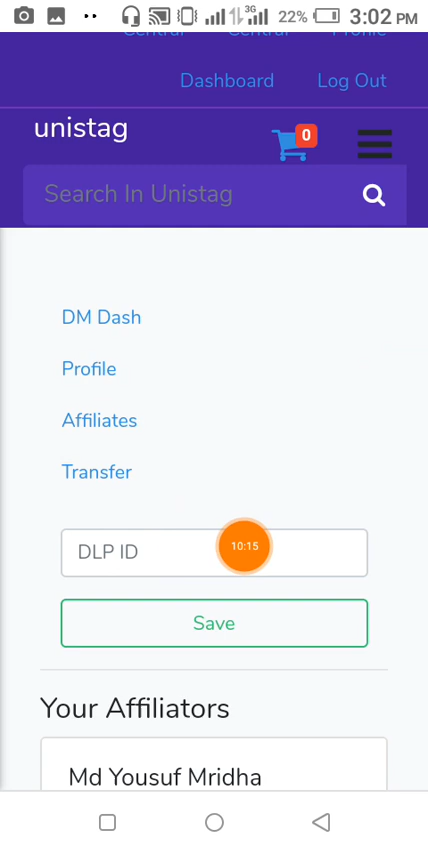 3G 22% 3:02 PM
Central Central Profile
Dashboard Log Out
unistag
0
Search In Unistag
DM Dash
Profile
Affiliates
Transfer
DLP ID
10:15
Save
Your Affiliators
Md Yousuf Mridha